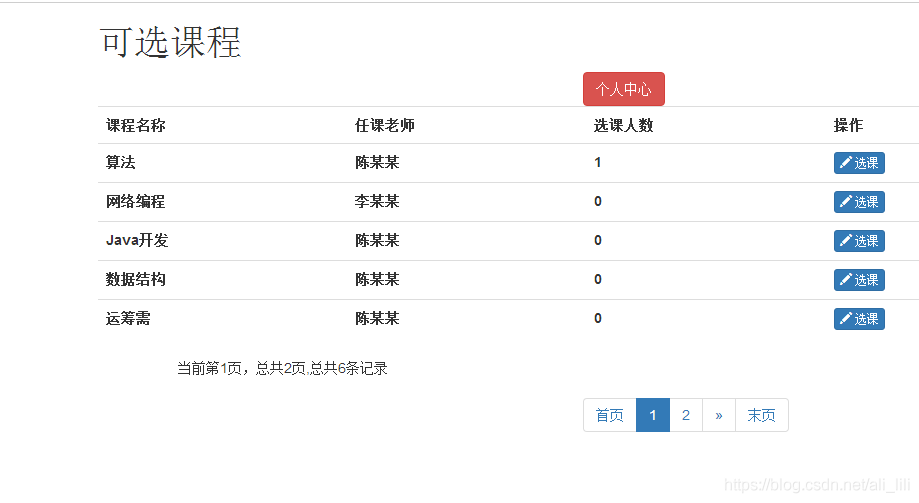 可选课程
个人中心
课程名称 任课老师 选课人数 操作
算法 陈某某 1 选课
网络编程 李某某 0 选课
Java开发 陈某某 0 选课
数据结构 陈某某 0 选课
运筹需 陈某某 0 选课
当前第1页，总共2页,总共6条记录
首页 1 2 » 末页
https://blog.csdn.net/ali_lili